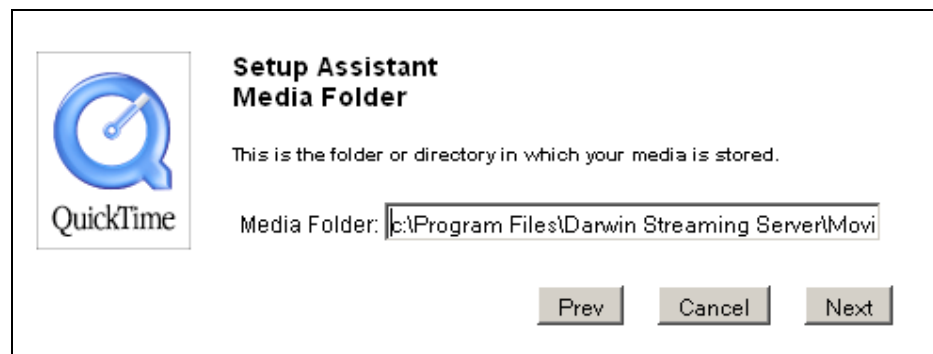 Setup Assistant
Media Folder
This is the folder or directory in which your media is stored.
QuickTime
Media Folder: c:\Program Files\Darwin Streaming Server\Movi
Prev Cancel Next